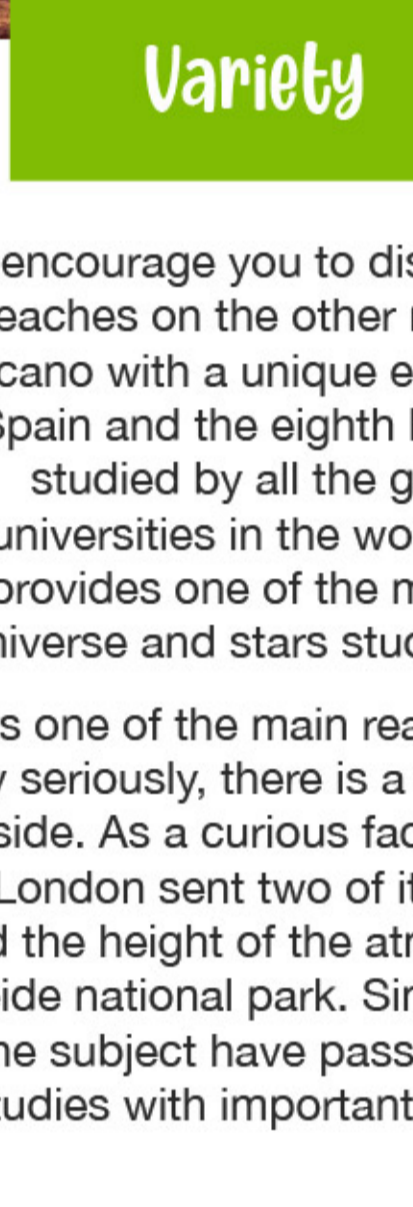 Variety
encourage you to dis
eaches on the other
cano with a unique e
Spain and the eighth
studied by all the g
universities in the wo
provides one of the m
niverse and stars stud
s one of the main rea
y seriously, there is a
side. As a curious fac
London sent two of it
d the height of the atm
ide national park. Sin
he subject have pass
tudies with important